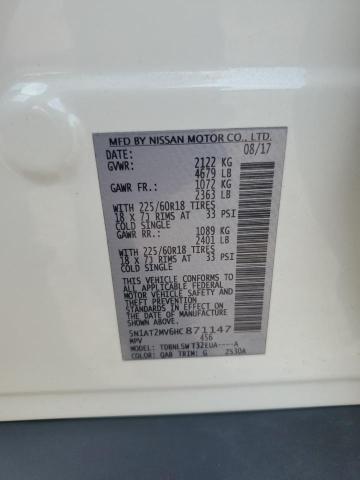 MFD BY NISSAN MOTOR CO., LTD.
DATE: 08/17
GVWR: 2122 KG
4679 LB
GAWR FR.: 1072 KG
2363 LB
WITH 225/60R18 TIRES
18 X 7J RIMS AT 33 PSI
COLD SINGLE
GAWR RR.: 1089 KG
2401 LB
WITH 225/60R18 TIRES
18 X 7J RIMS AT 33 PSI
COLD SINGLE
THIS VEHICLE CONFORMS
TO ALL APPLICABLE FEDERAL
MOTOR VEHICLE SAFETY AND
THEFT PREVENTION
STANDARDS IN EFFECT
ON THE DATE OF
MANUFACTURE SHOWN ABOVE
5N1AT2MV6HC871147
MPV 456
MODEL: TDBNLSWT32EUA----A
COLOR: QAB TRIM: G 2530A